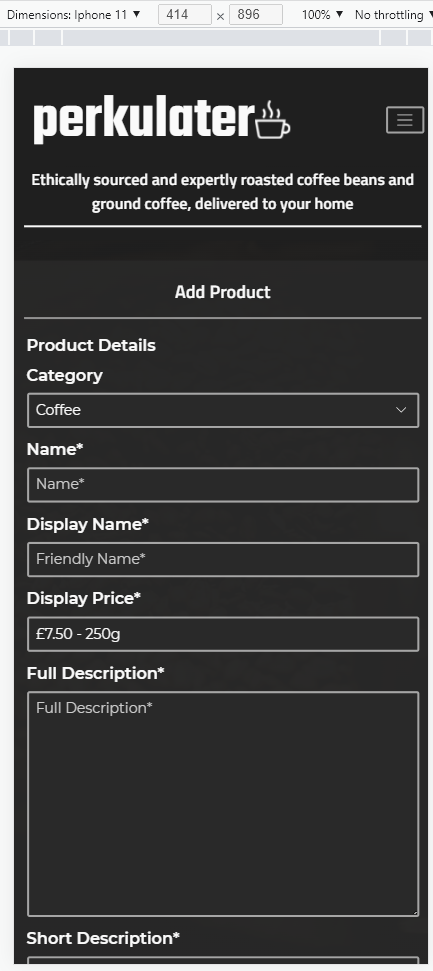 Dimensions: Iphone 11 ▼ 414 × 896 100% ▼ No throttling ▼
perkulater
Ethically sourced and expertly roasted coffee beans and
ground coffee, delivered to your home
Add Product
Product Details
Category
Coffee
Name*
Name*
Display Name*
Friendly Name*
Display Price*
£7.50 - 250g
Full Description*
Full Description*
Short Description*